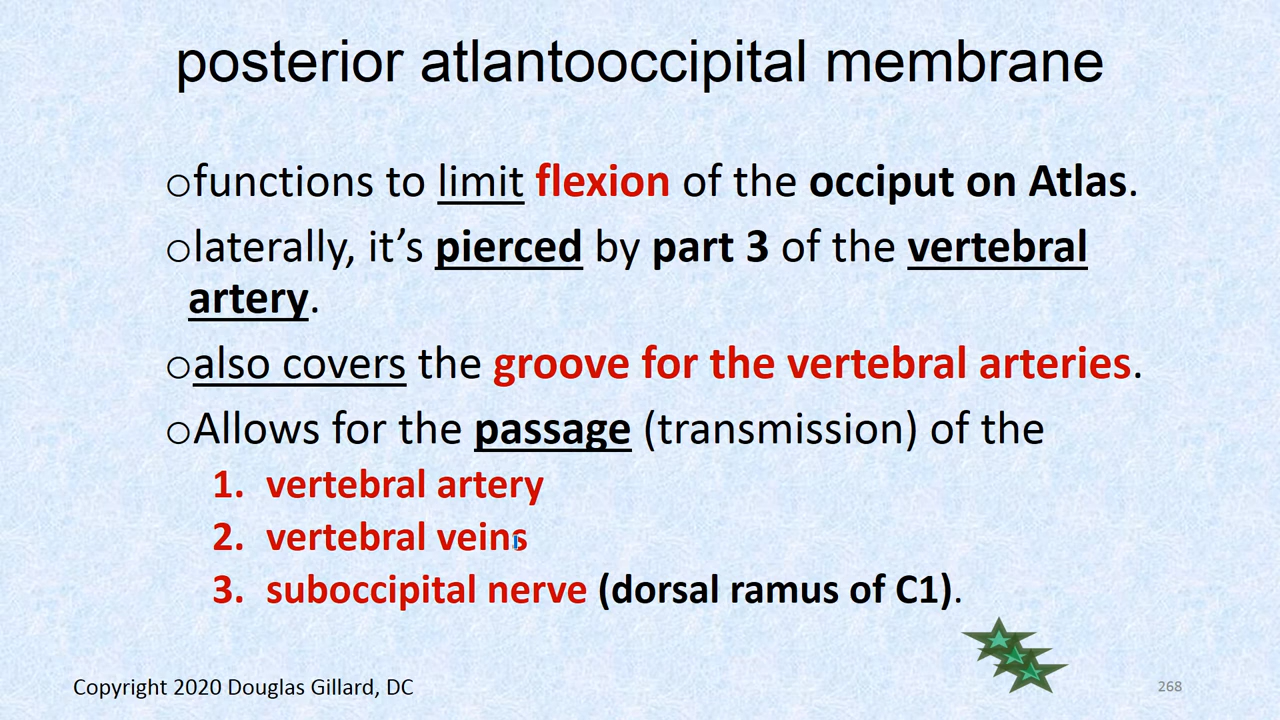 posterior atlantooccipital membrane
○functions to limit flexion of the occiput on Atlas.
○laterally, it’s pierced by part 3 of the vertebral
artery.
○also covers the groove for the vertebral arteries.
○Allows for the passage (transmission) of the
1. vertebral artery
2. vertebral veins
3. suboccipital nerve (dorsal ramus of C1).
Copyright 2020 Douglas Gillard, DC
268